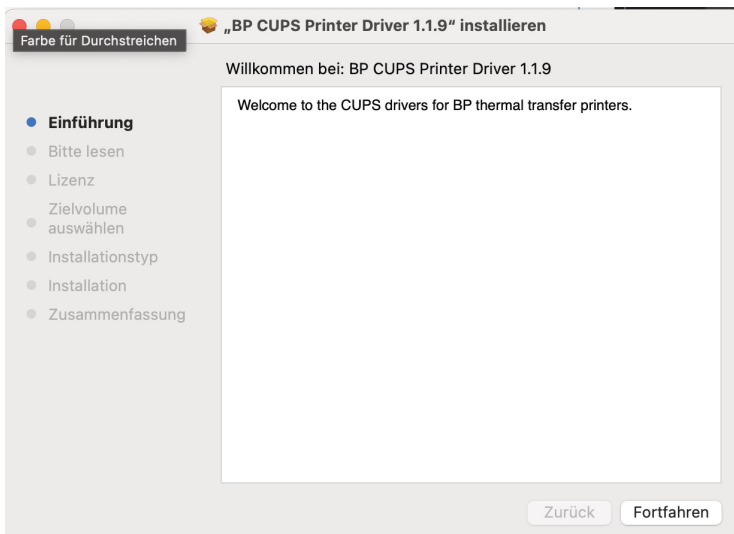 „BP CUPS Printer Driver 1.1.9“ installieren
Farbe für Durchstreichen
Willkommen bei: BP CUPS Printer Driver 1.1.9
Welcome to the CUPS drivers for BP thermal transfer printers.
Einführung
Bitte lesen
Lizenz
Zielvolume
auswählen
Installationstyp
Installation
Zusammenfassung
Zurück
Fortfahren